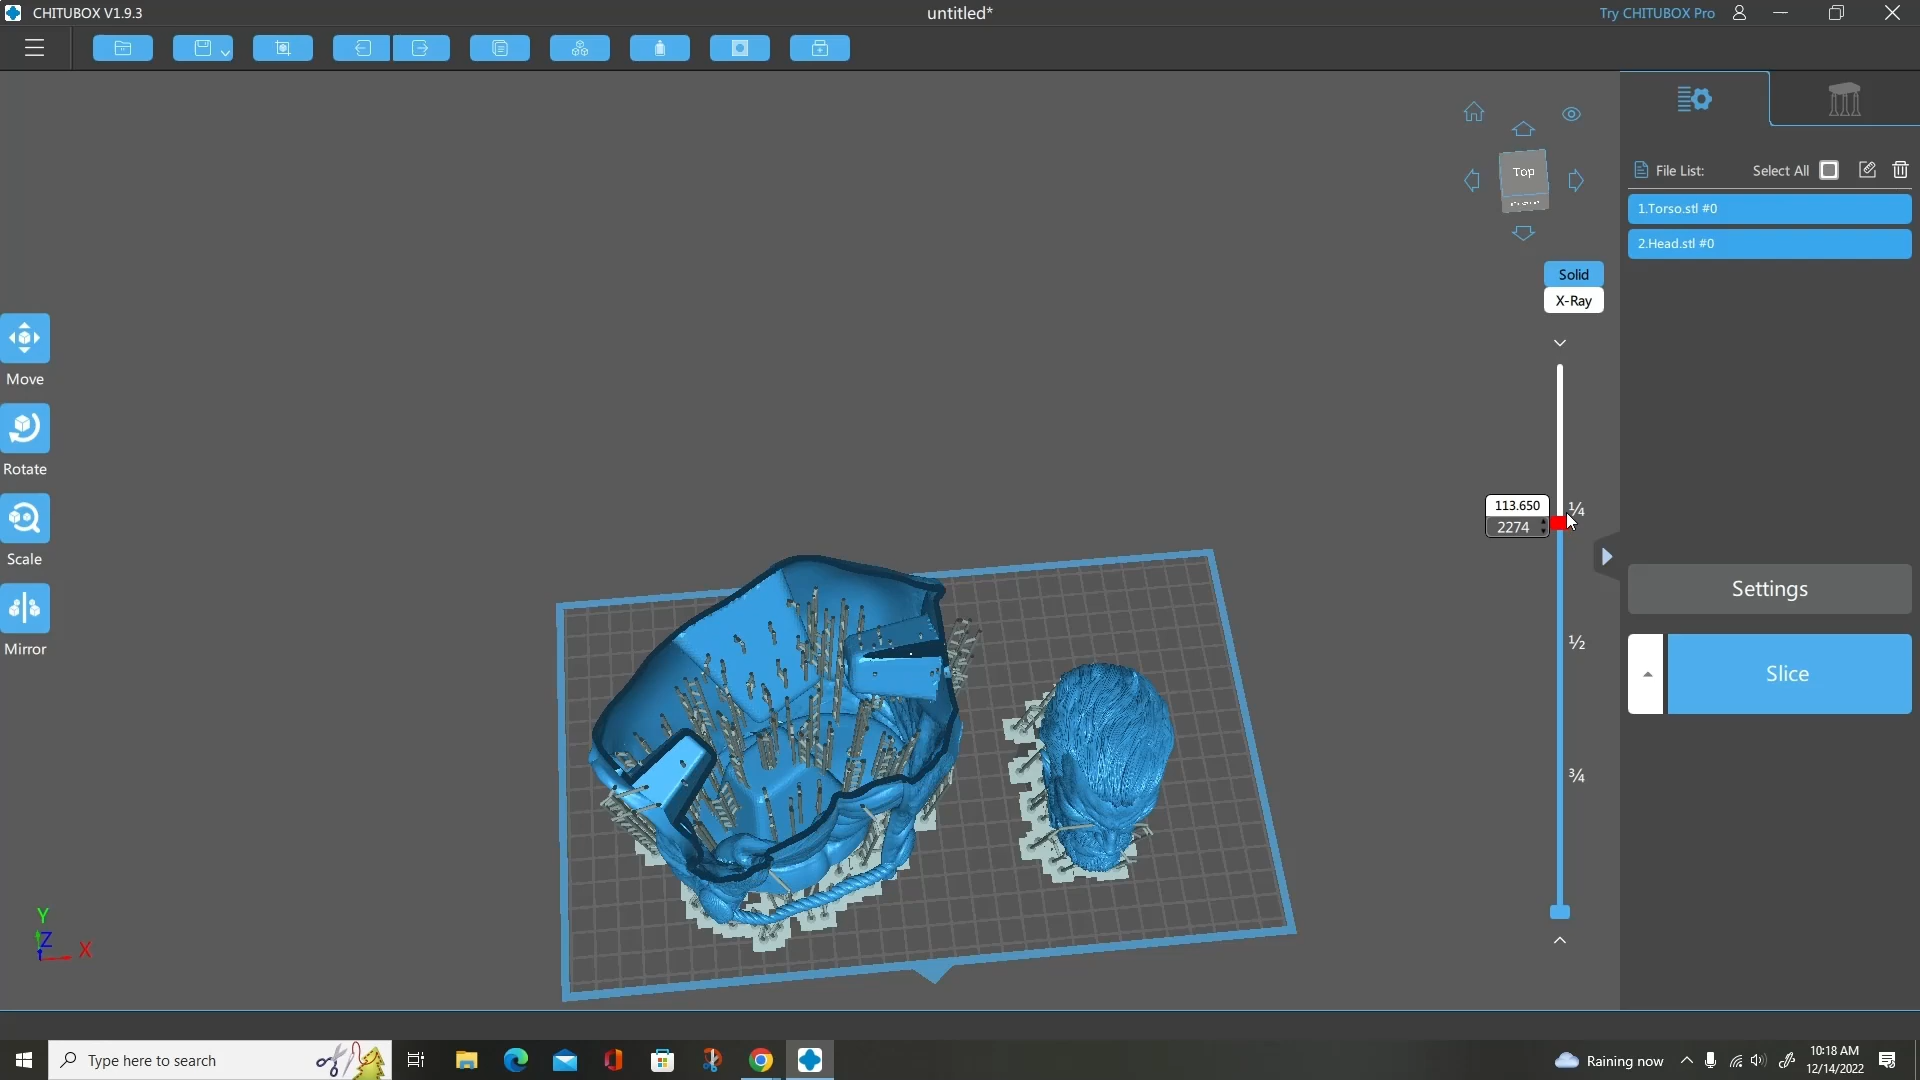 CHITUBOX V1.9.3
untitled*
Try CHITUBOX Pro
File List:
Select All
1.Torso.stl #0
2.Head.stl #0
Top
Solid
X-Ray
Move
Rotate
Scale
Mirror
113.650
2274
¼
½
¾
Settings
Slice
Y
Z
X
Type here to search
Raining now
10:18 AM
12/14/2022